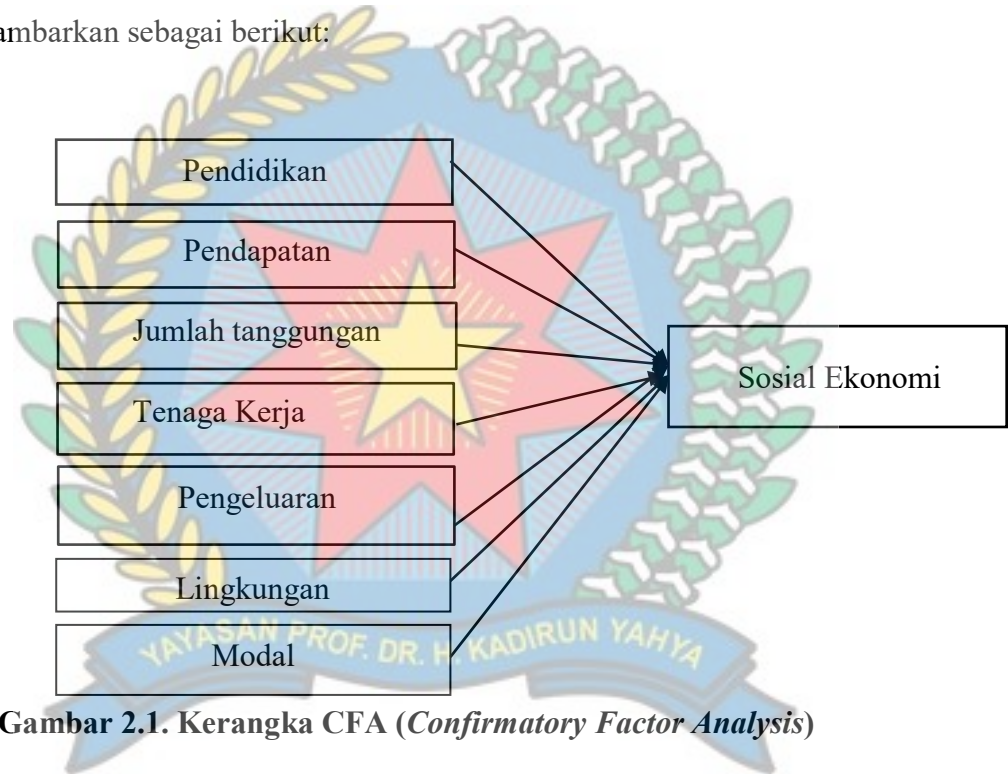 ambarkan sebagai berikut:
Pendidikan
Pendapatan
Jumlah tanggungan
Tenaga Kerja
Sosial Ekonomi
Pengeluaran
Lingkungan
Modal
YAYASAN PROF. DR. H. KADIRUN YAHYA
Gambar 2.1. Kerangka CFA (Confirmatory Factor Analysis)